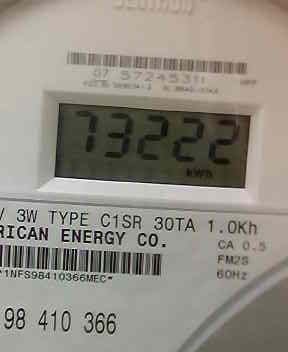 07 57245311
73222
kWh
V 3W TYPE C1SR 30TA 1.0Kh
RICAN ENERGY CO.
CA 0.5
FM2S
60Hz
*1NFS98410366MEC*
98 410 366